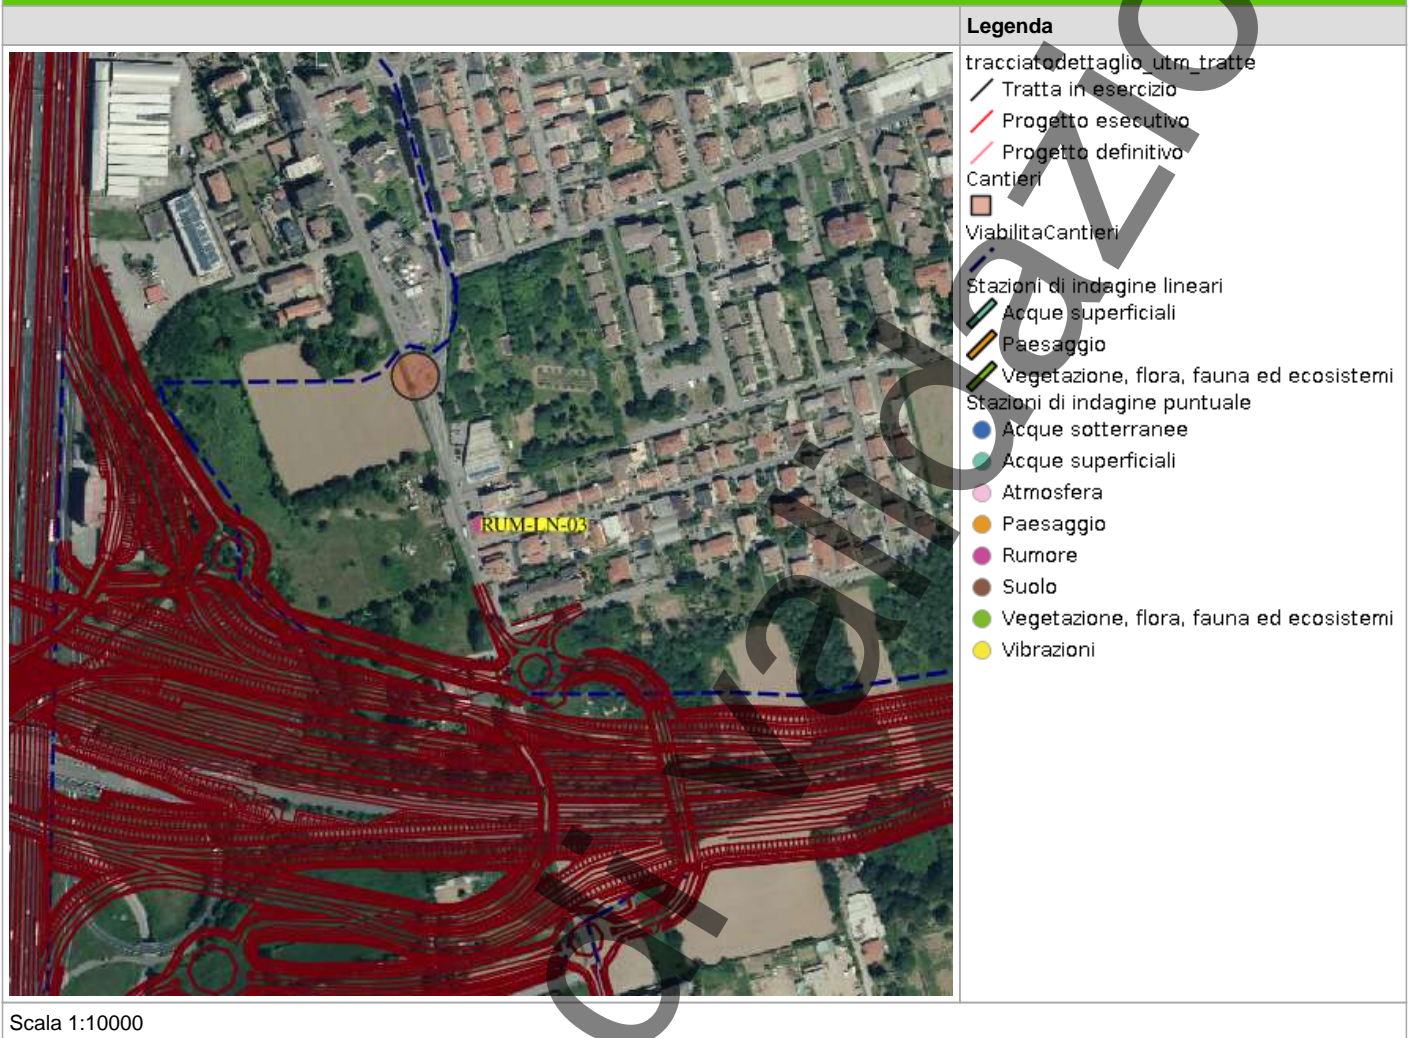 Legenda
tracciatodettaglio_utm_tratte
Tratta in esercizio
Progetto esecutivo
Progetto definitivo
Cantieri
ViabilitaCantieri
Stazioni di indagine lineari
Acque superficiali
Paesaggio
Vegetazione, flora, fauna ed ecosistemi
Stazioni di indagine puntuale
Acque sotterranee
Acque superficiali
Atmosfera
Paesaggio
Rumore
Suolo
Vegetazione, flora, fauna ed ecosistemi
Vibrazioni
RUM-LN-03
Scala 1:10000
di validazio